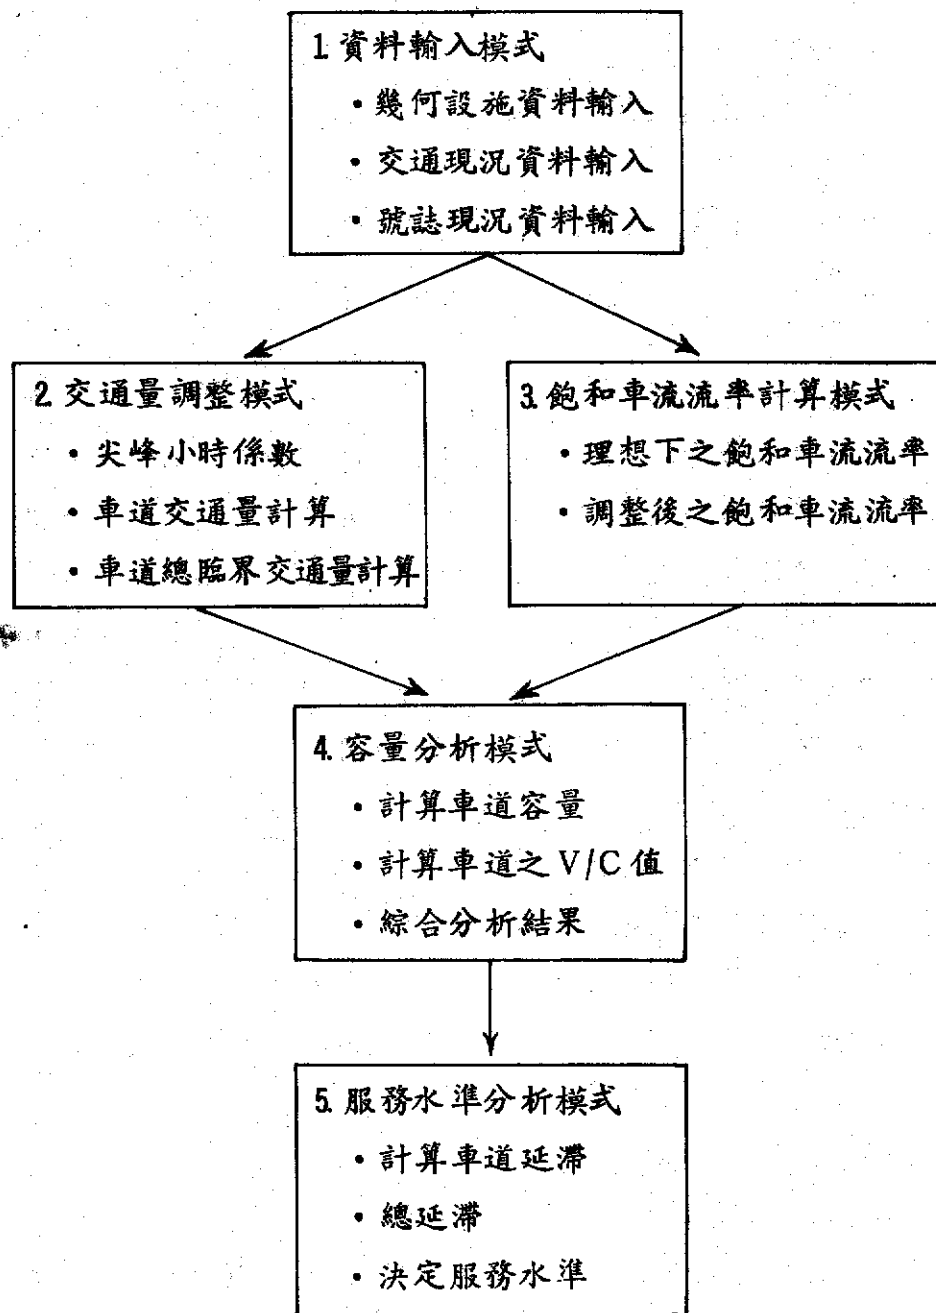 1.資料輸入模式
・幾何設施資料輸入
・交通現況資料輸入
・號誌現況資料輸入
2.交通量調整模式
・尖峰小時係數
・車道交通量計算
・車道總臨界交通量計算
3.飽和車流流率計算模式
・理想下之飽和車流流率
・調整後之飽和車流流率
4.容量分析模式
・計算車道容量
・計算車道之V/C值
・綜合分析結果
5.服務水準分析模式
・計算車道延滯
・總延滯
・決定服務水準